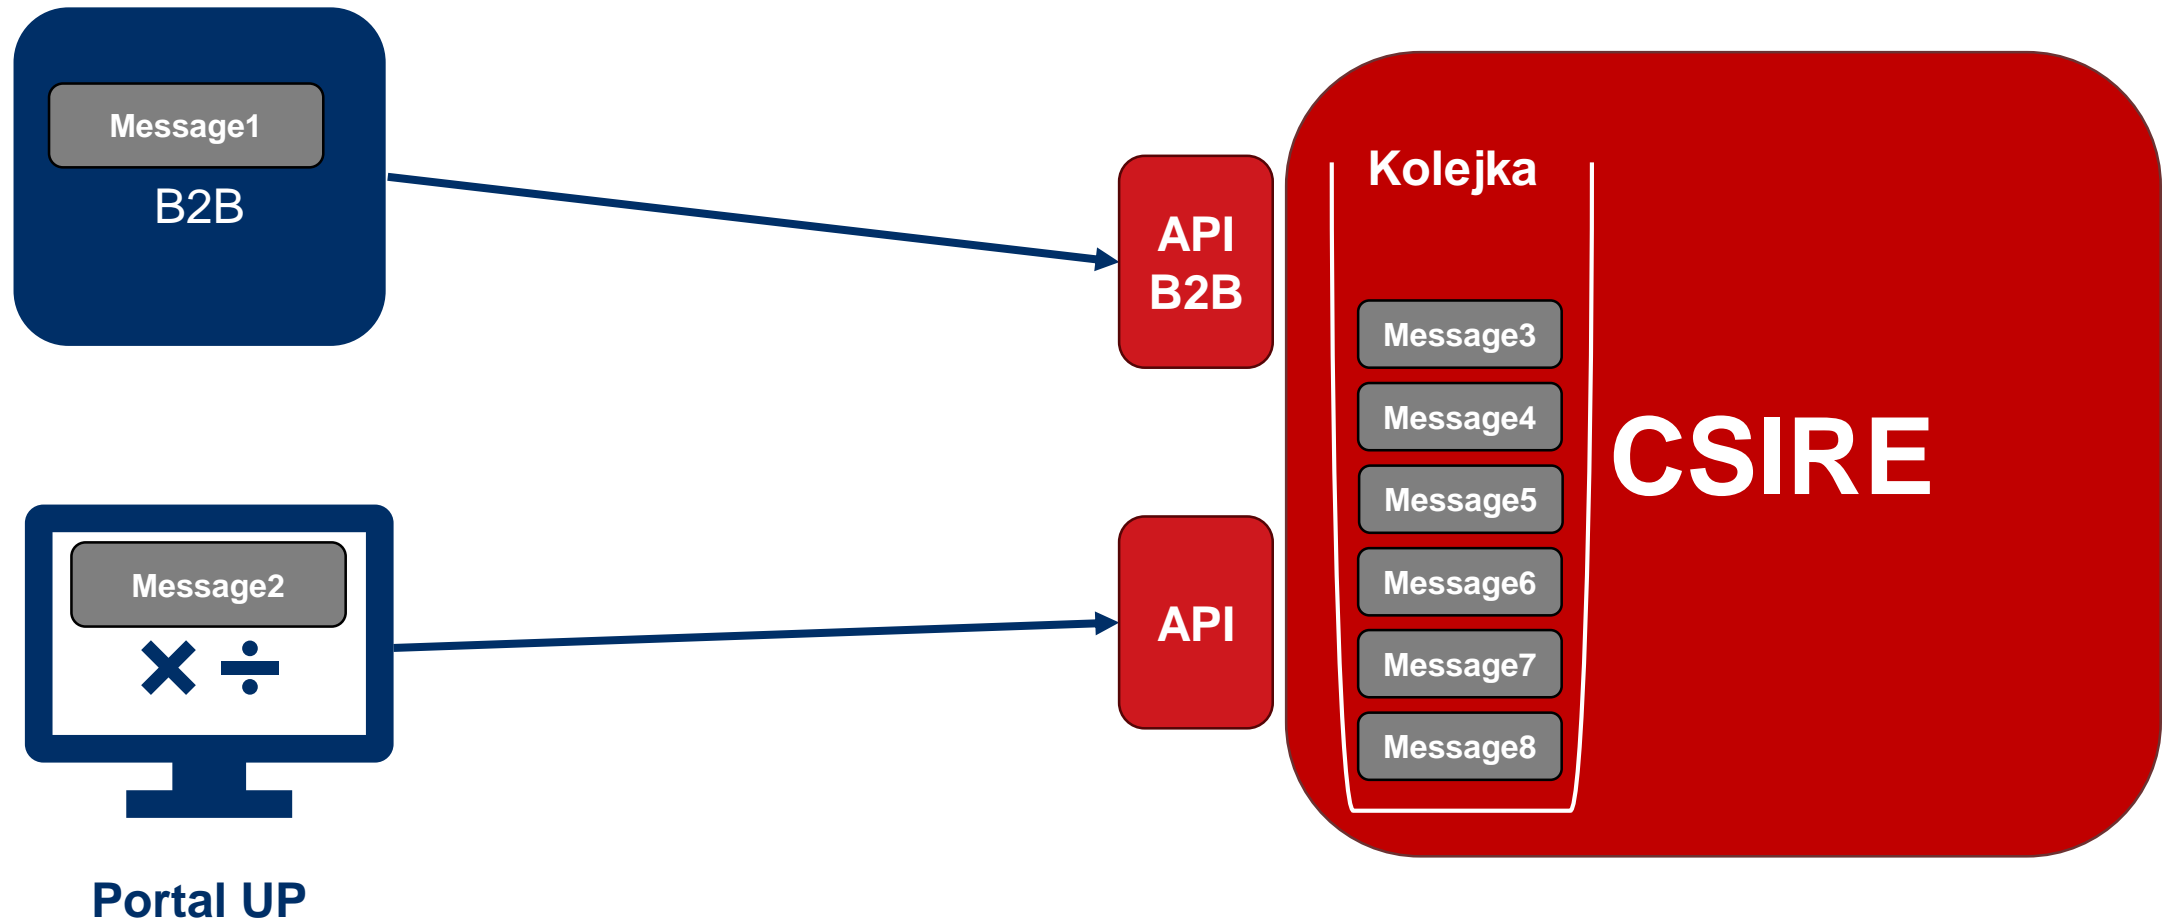 Message1
B2B
Message2
Portal UP
API
B2B
API
Kolejka
Message3
Message4
Message5
Message6
Message7
Message8
CSIRE